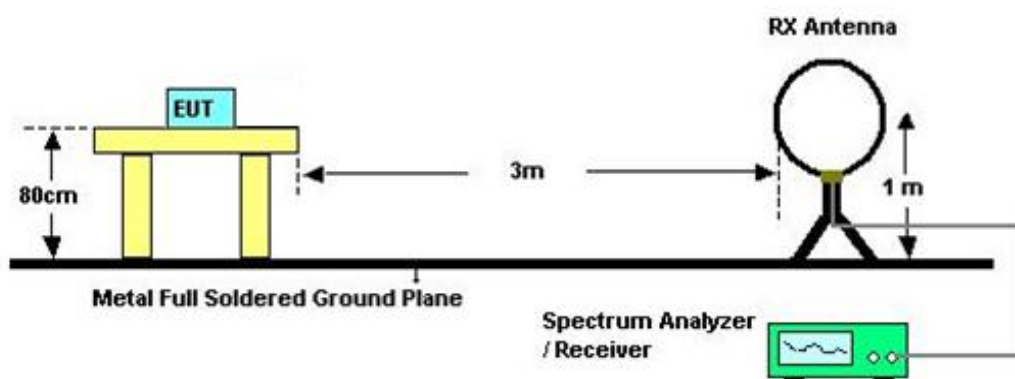 RX Antenna
EUT
80cm
3m
1 m
Metal Full Soldered Ground Plane
Spectrum Analyzer
/ Receiver